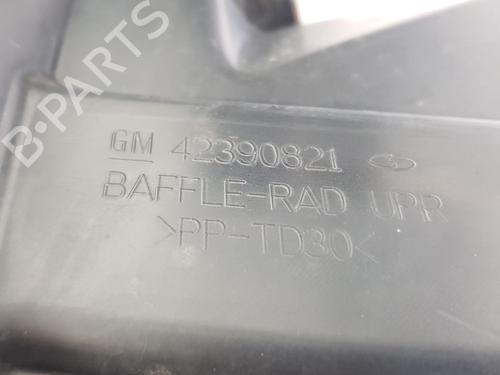 GM 42390821
BAFFLE-RAD UPR
>PP-TD30<
B-PARTS